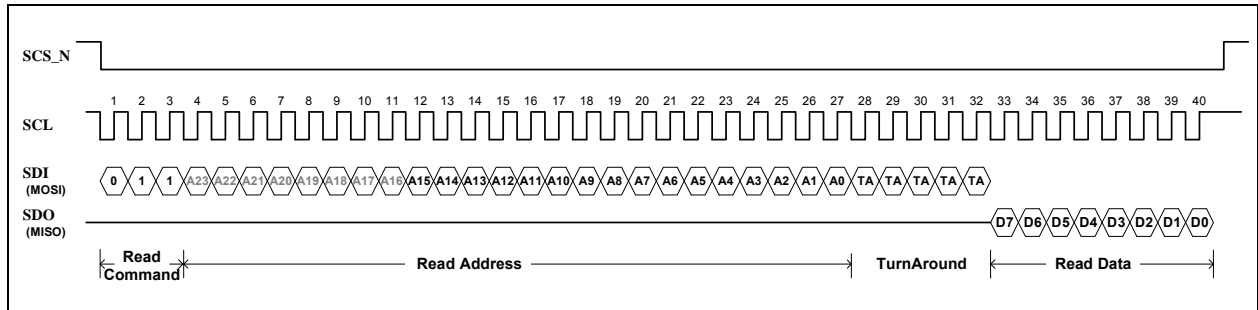 SCS_N
1 2 3 4 5 6 7 8 9 10 11 12 13 14 15 16 17 18 19 20 21 22 23 24 25 26 27 28 29 30 31 32 33 34 35 36 37 38 39 40
SCL
SDI
(MOSI)
0 1 1 A23 A22 A21 A20 A19 A18 A17 A16 A15 A14 A13 A12 A11 A10 A9 A8 A7 A6 A5 A4 A3 A2 A1 A0 TA TA TA TA TA
SDO
(MISO)
D7 D6 D5 D4 D3 D2 D1 D0
Read
Command
Read Address
TurnAround
Read Data